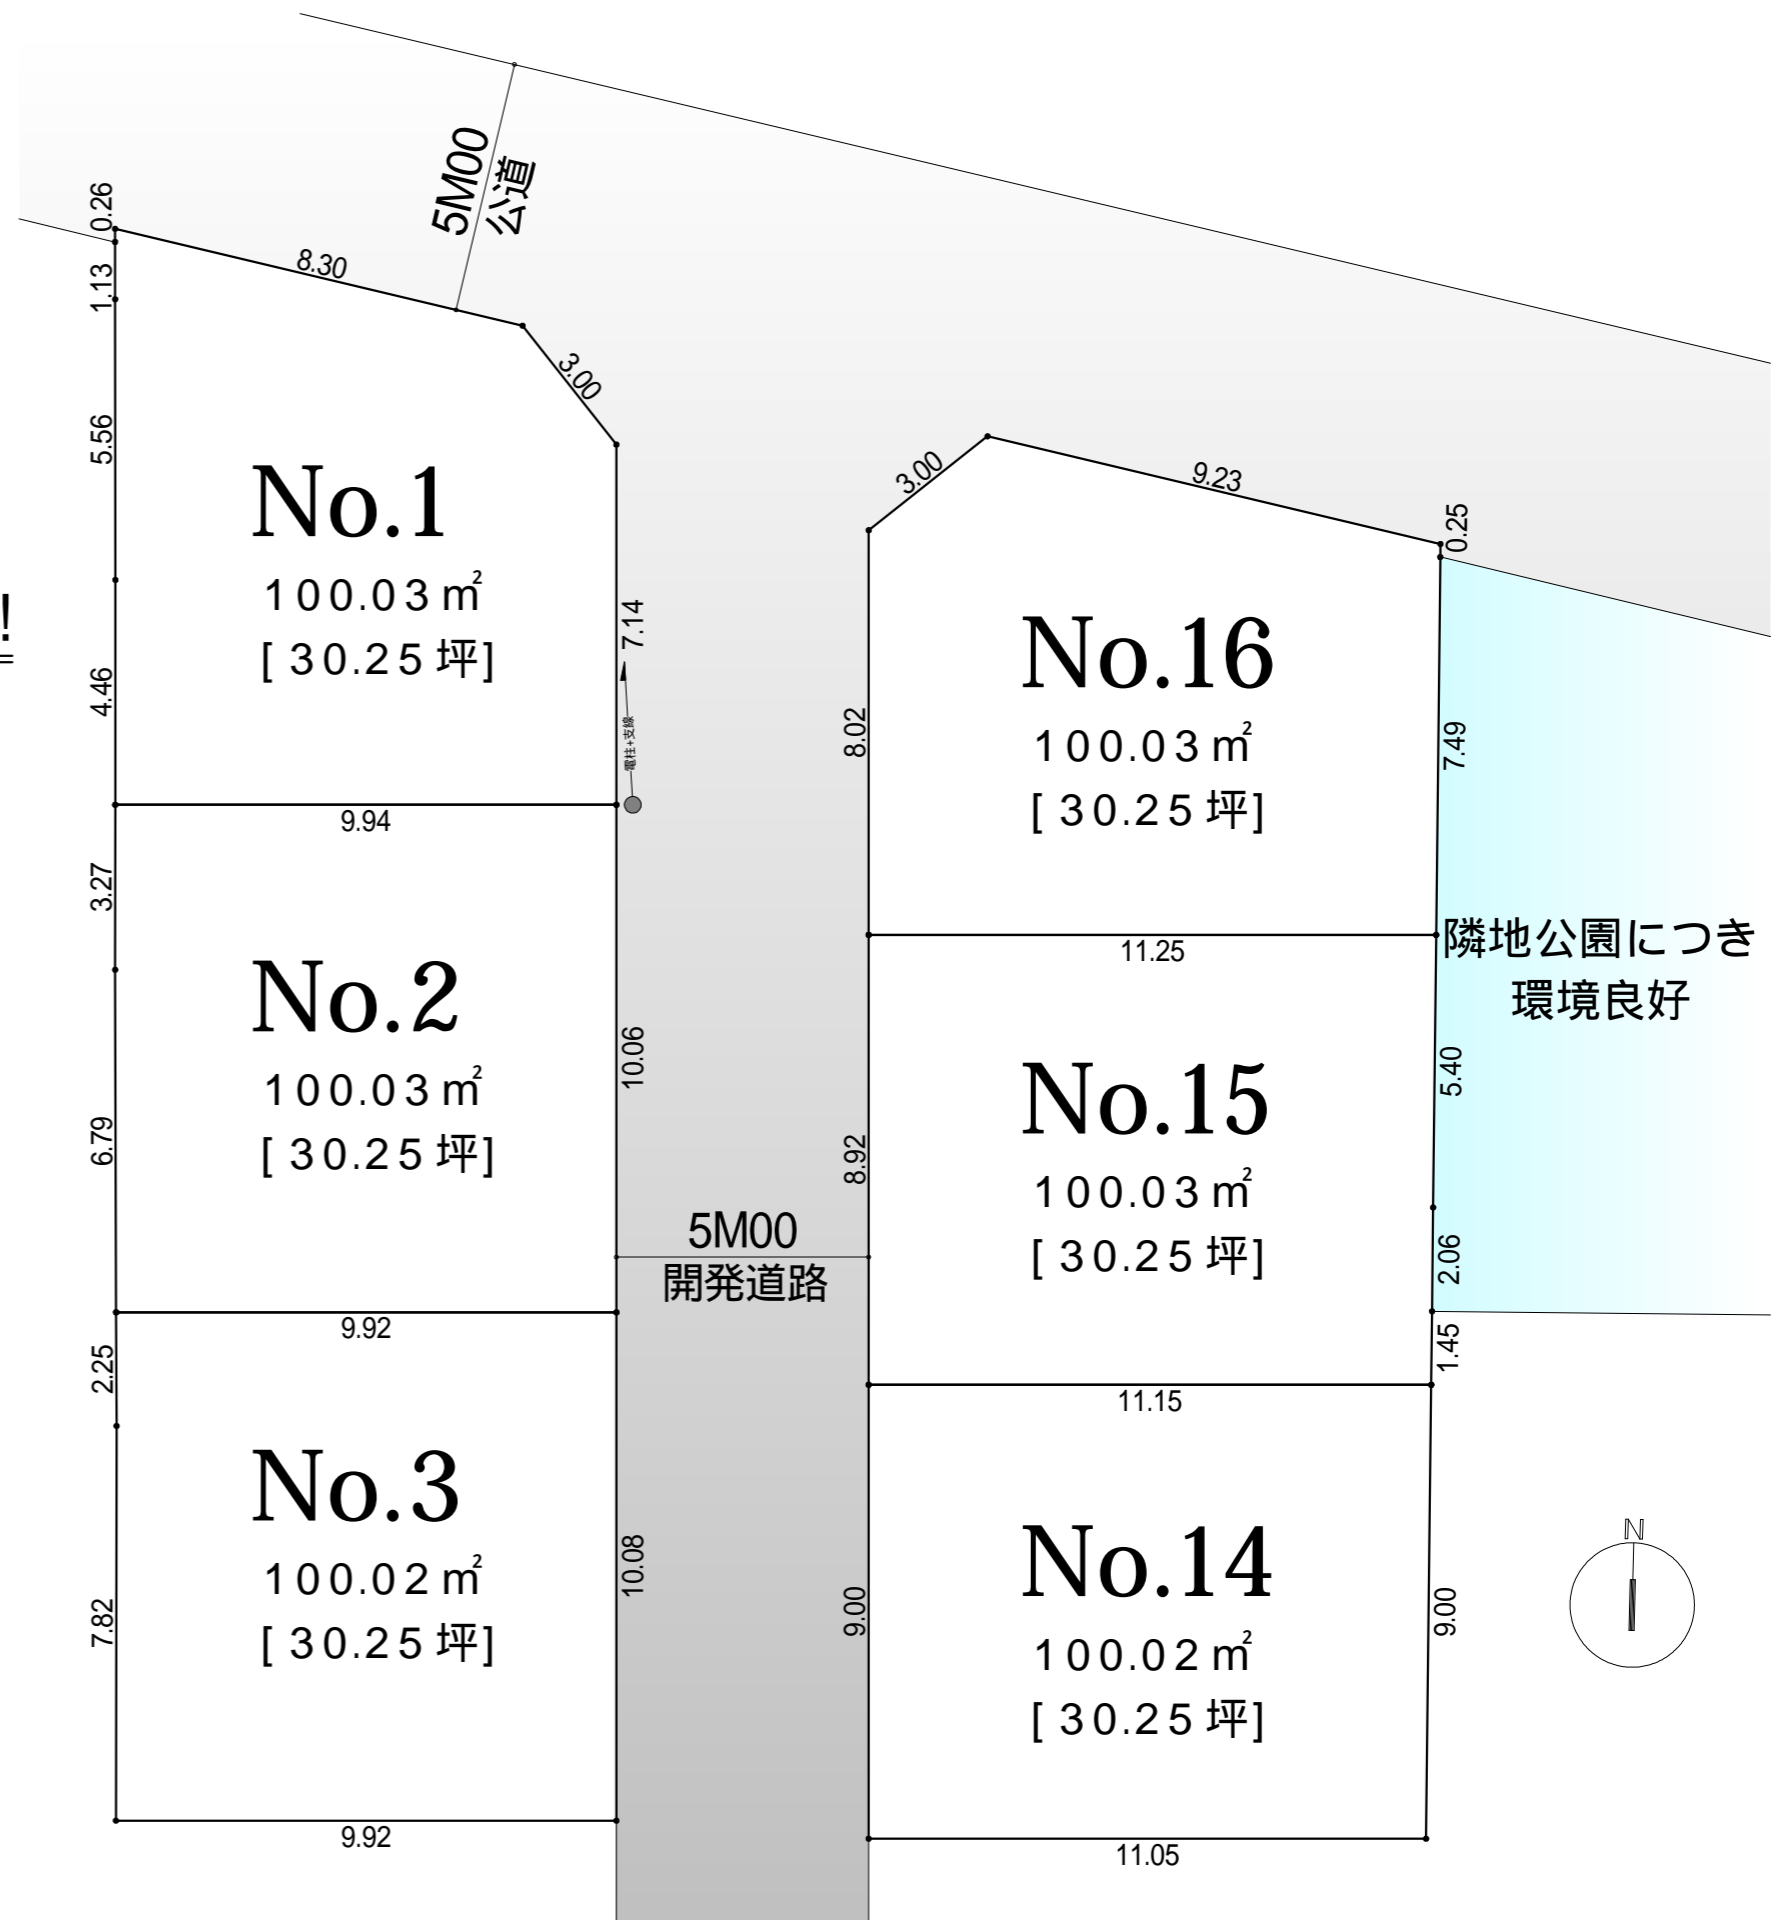 5M00
公道
0.26
8.30
1.13
3.00
5.56
No.1
100.03㎡
[30.25坪]
!
7.14
4.46
電柱+支線
9.94
3.27
No.2
100.03㎡
[30.25坪]
10.06
6.79
9.92
2.25
No.3
100.02㎡
[30.25坪]
10.08
7.82
9.92
5M00
開発道路
3.00
9.23
0.25
No.16
100.03㎡
[30.25坪]
8.02
7.49
11.25
隣地公園につき
環境良好
No.15
100.03㎡
[30.25坪]
8.92
5.40
2.06
1.45
11.15
No.14
100.02㎡
[30.25坪]
9.00
9.00
11.05
N